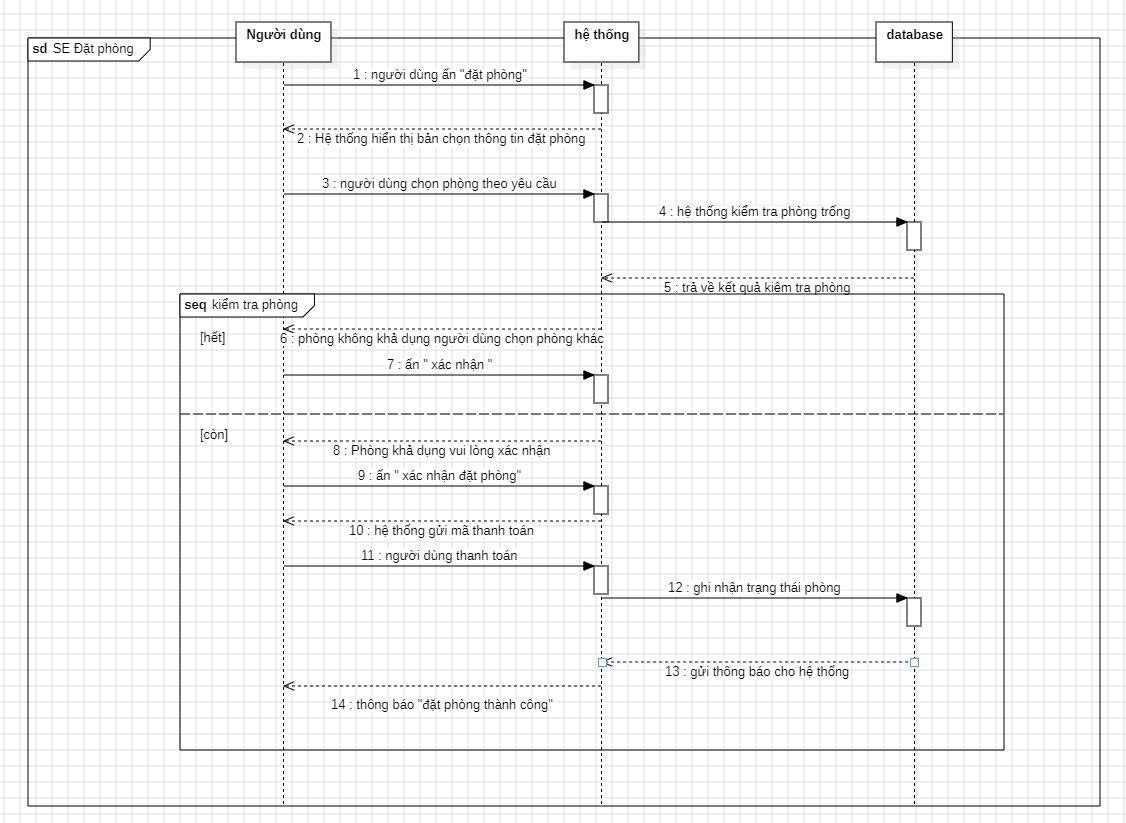 sd SE Đặt phòng
Người dùng
hệ thống
database
1 : người dùng ấn "đặt phòng"
2 : Hệ thống hiển thị bản chọn thông tin đặt phòng
3 : người dùng chọn phòng theo yêu cầu
4 : hệ thống kiểm tra phòng trống
5 : trả về kết quả kiêm tra phòng
seq kiểm tra phòng
[hết]
6 : phòng không khả dụng người dùng chọn phòng khác
7 : ấn " xác nhận "
[còn]
8 : Phòng khả dụng vui lòng xác nhận
9 : ấn " xác nhận đặt phòng"
10 : hệ thống gửi mã thanh toán
11 : người dùng thanh toán
12 : ghi nhận trạng thái phòng
13 : gửi thông báo cho hệ thống
14 : thông báo "đặt phòng thành công"